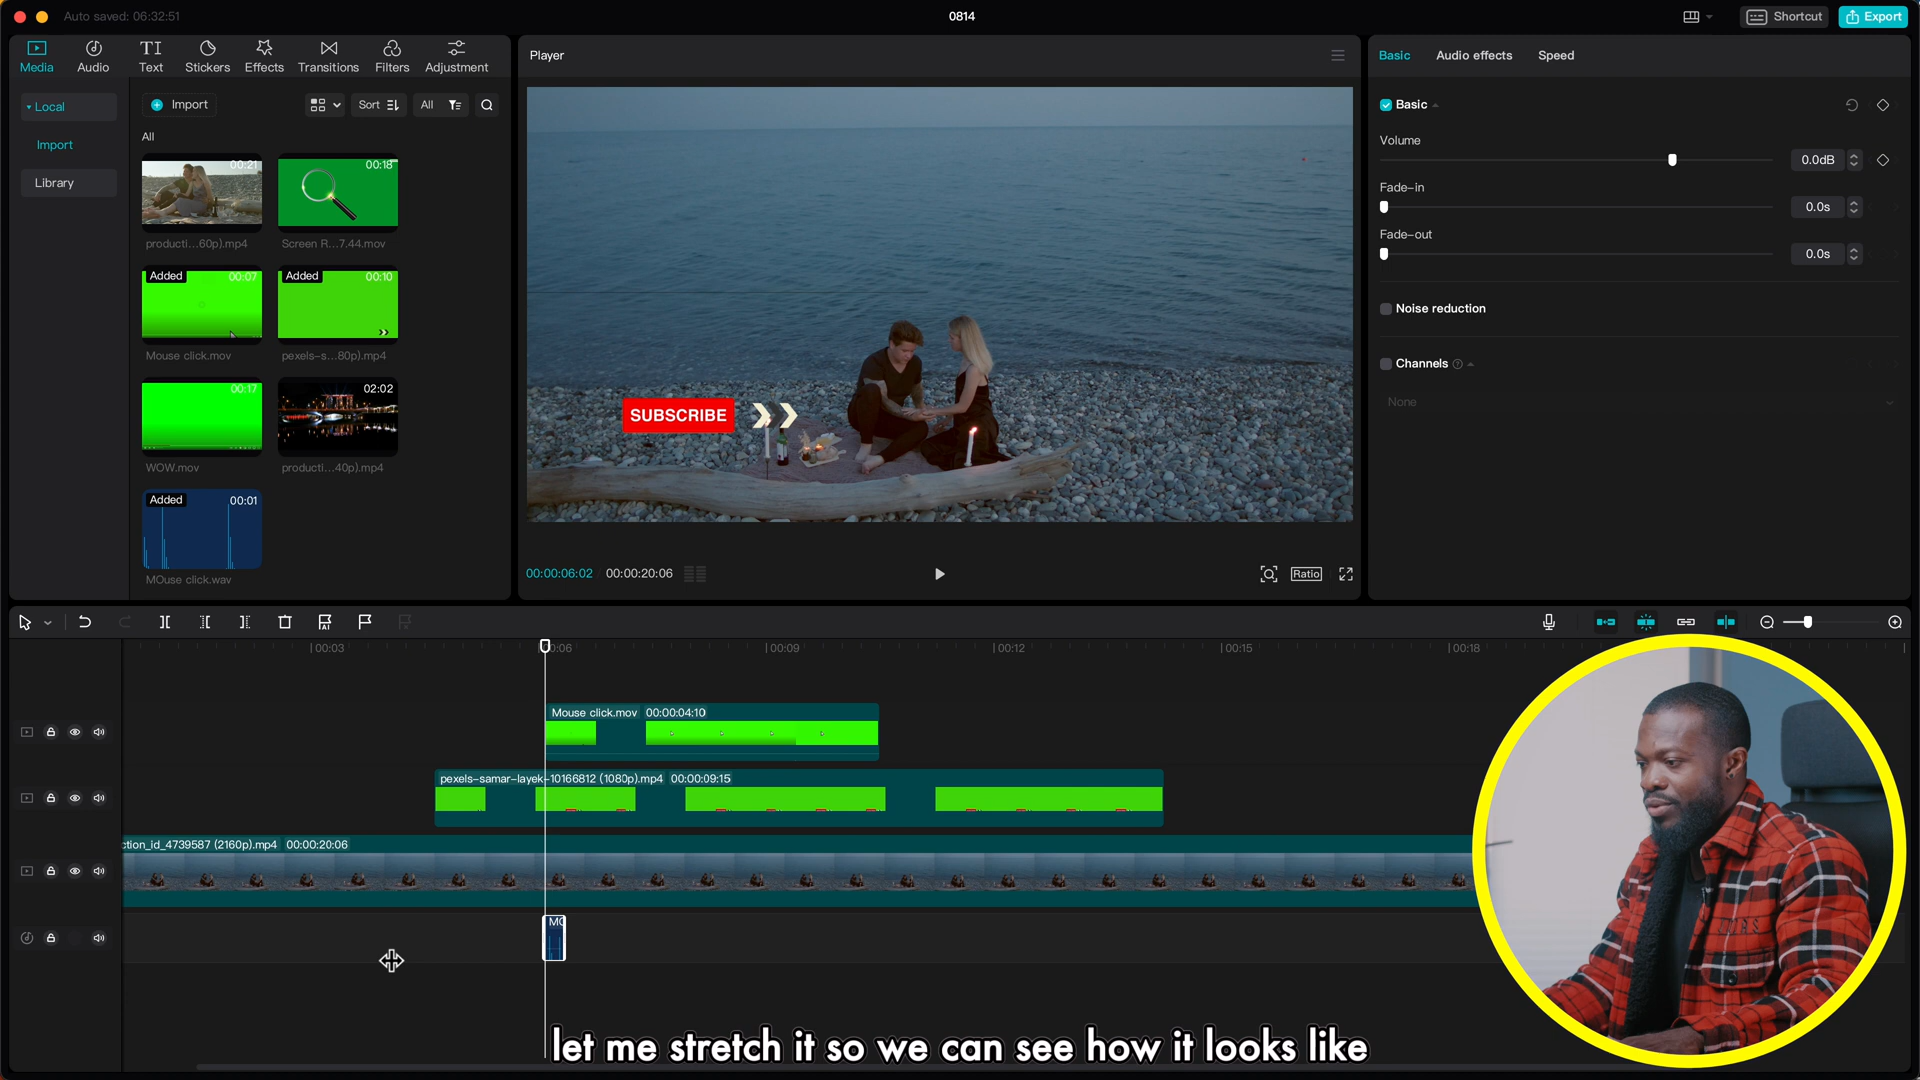 Auto saved: 06:32:51
0814
Shortcut
Export
Media
Audio
TI
Text
Stickers
Effects
Transitions
Filters
Adjustment
Local
Import
Library
Import
Sort
All
All
00:21
producti...60p).mp4
00:18
Screen R...7.44.mov
Added
00:07
Mouse click.mov
Added
00:10
pexels-s...80p).mp4
00:17
WOW.mov
02:02
producti...40p).mp4
Added
00:01
MOuse click.wav
Player
SUBSCRIBE
00:00:06:02
00:00:20:06
Ratio
Basic
Audio effects
Speed
Basic
Volume
0.0dB
Fade-in
0.0s
Fade-out
0.0s
Noise reduction
Channels
None
00:03
00:06
00:09
00:12
00:15
00:18
Mouse click.mov 00:00:04:10
pexels-samar-layek-10166812 (1080p).mp4 00:00:09:15
ction_id_4739587 (2160p).mp4 00:00:20:06
MO
let me stretch it so we can see how it looks like